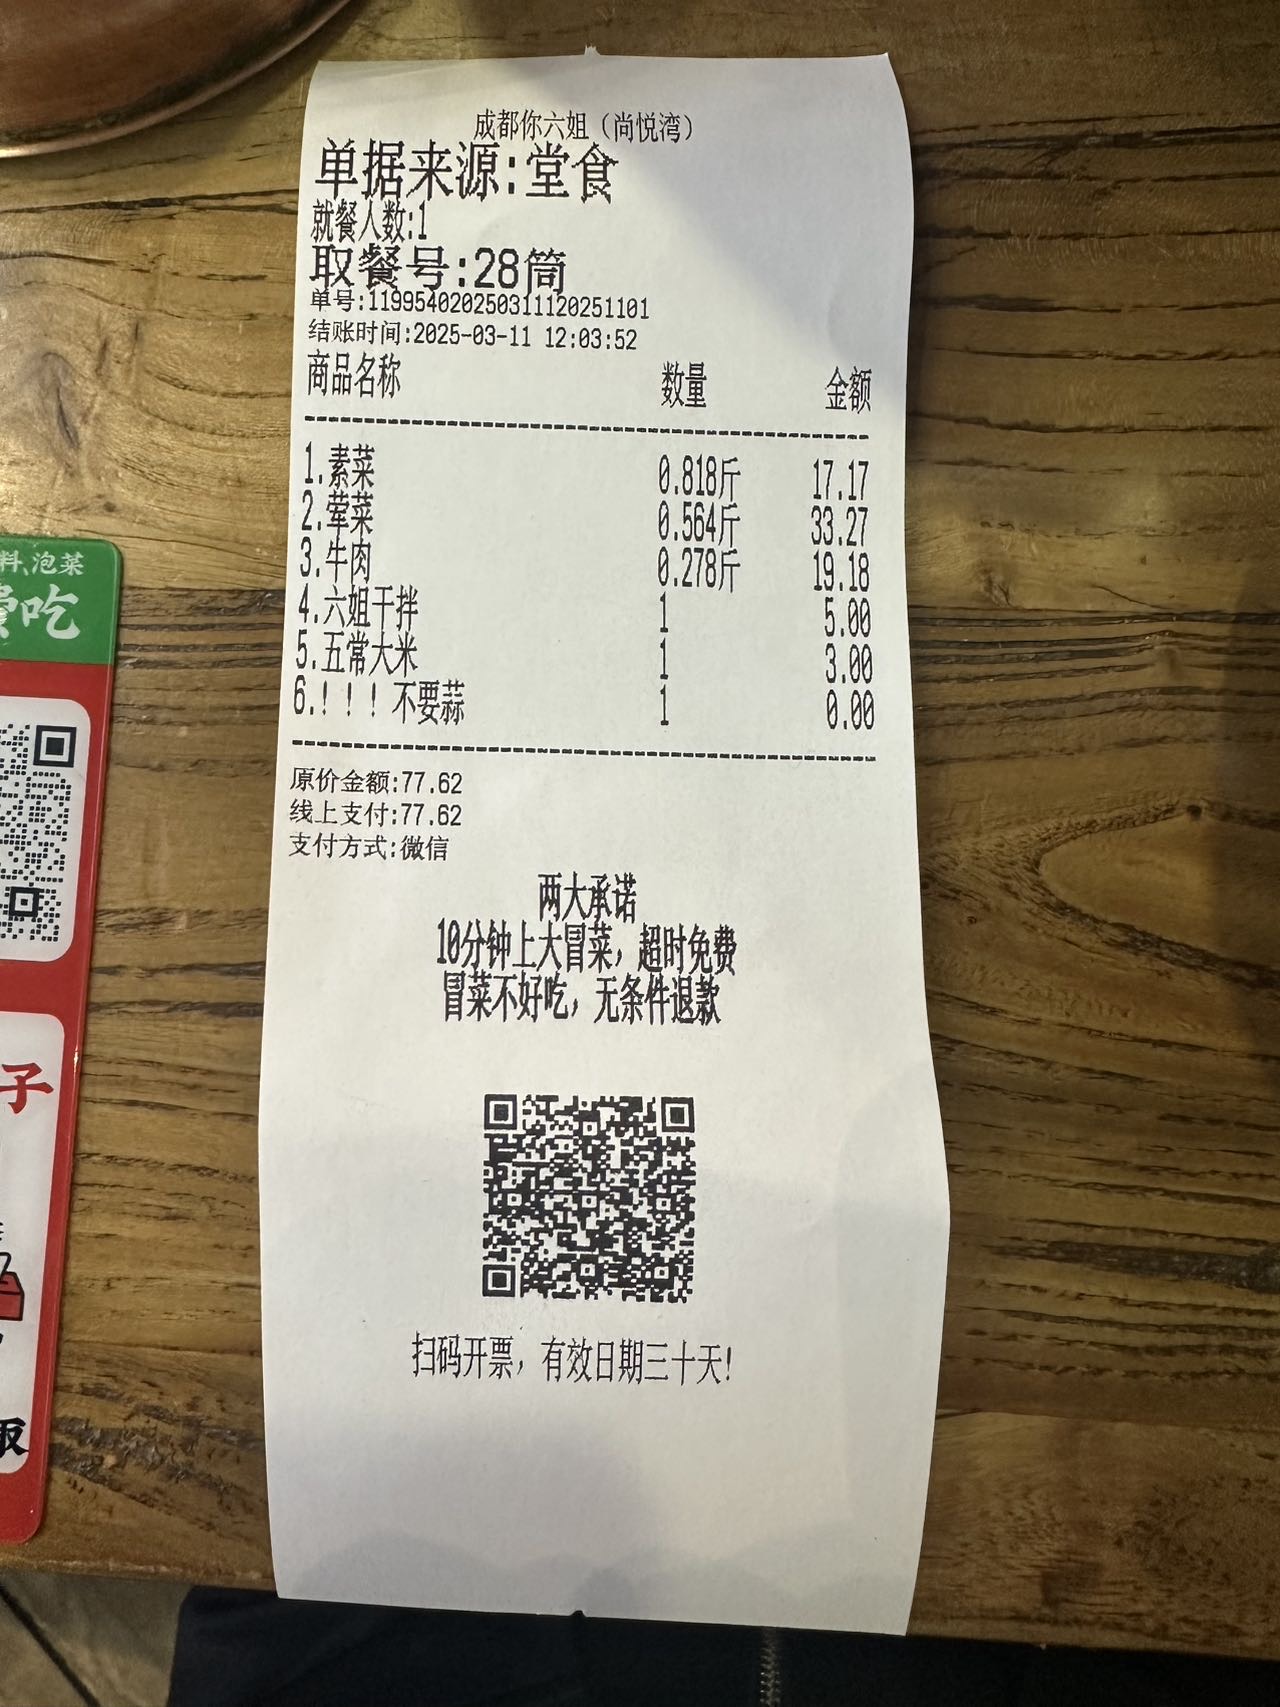 成都你六姐（尚悦湾）
单据来源:堂食
就餐人数:1
取餐号:28筒
单号:11995402025031112025​1101
结账时间:2025-03-11 12:03:52
商品名称 数量 金额
1.素菜 0.818斤 17.17
2.荤菜 0.564斤 33.27
3.牛肉 0.278斤 19.18
4.六姐干拌 1 5.00
5.五常大米 1 3.00
6.！！！不要蒜 1 0.00
原价金额:77.62
线上支付:77.62
支付方式:微信
两大承诺
10分钟上大冒菜，超时免费
冒菜不好吃，无条件退款
扫码开票，有效日期三十天!
料、泡菜
吃
子